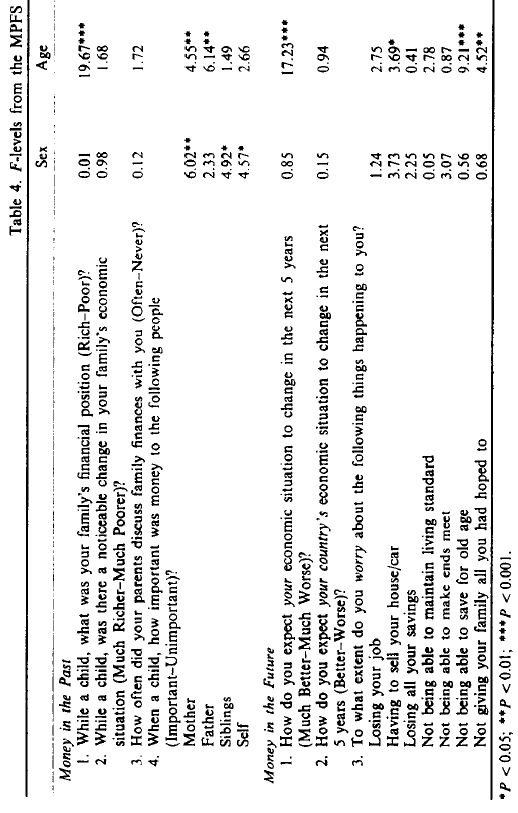 Table 4. F-levels from the MPFS
Sex Age
Money in the Past
1. While a child, what was your family's financial position (Rich–Poor)? 0.01 19.67***
2. While a child, was there a noticeable change in your family's economic 0.98 1.68
situation (Much Richer–Much Poorer)?
3. How often did your parents discuss family finances with you (Often–Never)? 0.12 1.72
4. When a child, how important was money to the following people
(Important–Unimportant)?
Mother 6.02** 4.55**
Father 2.33 6.14**
Siblings 4.92* 1.49
Self 4.57* 2.66
Money in the Future
1. How do you expect your economic situation to change in the next 5 years 0.85 17.23***
(Much Better–Much Worse)?
2. How do you expect your country's economic situation to change in the next 0.15 0.94
5 years (Better–Worse)?
3. To what extent do you worry about the following things happening to you?
Losing your job 1.24 2.75
Having to sell your house/car 3.73 3.69*
Losing all your savings 2.25 0.41
Not being able to maintain living standard 0.05 2.78
Not being able to make ends meet 3.07 0.87
Not being able to save for old age 0.56 9.21***
Not giving your family all you had hoped to 0.68 4.52**
*P < 0.05; **P < 0.01; ***P < 0.001.